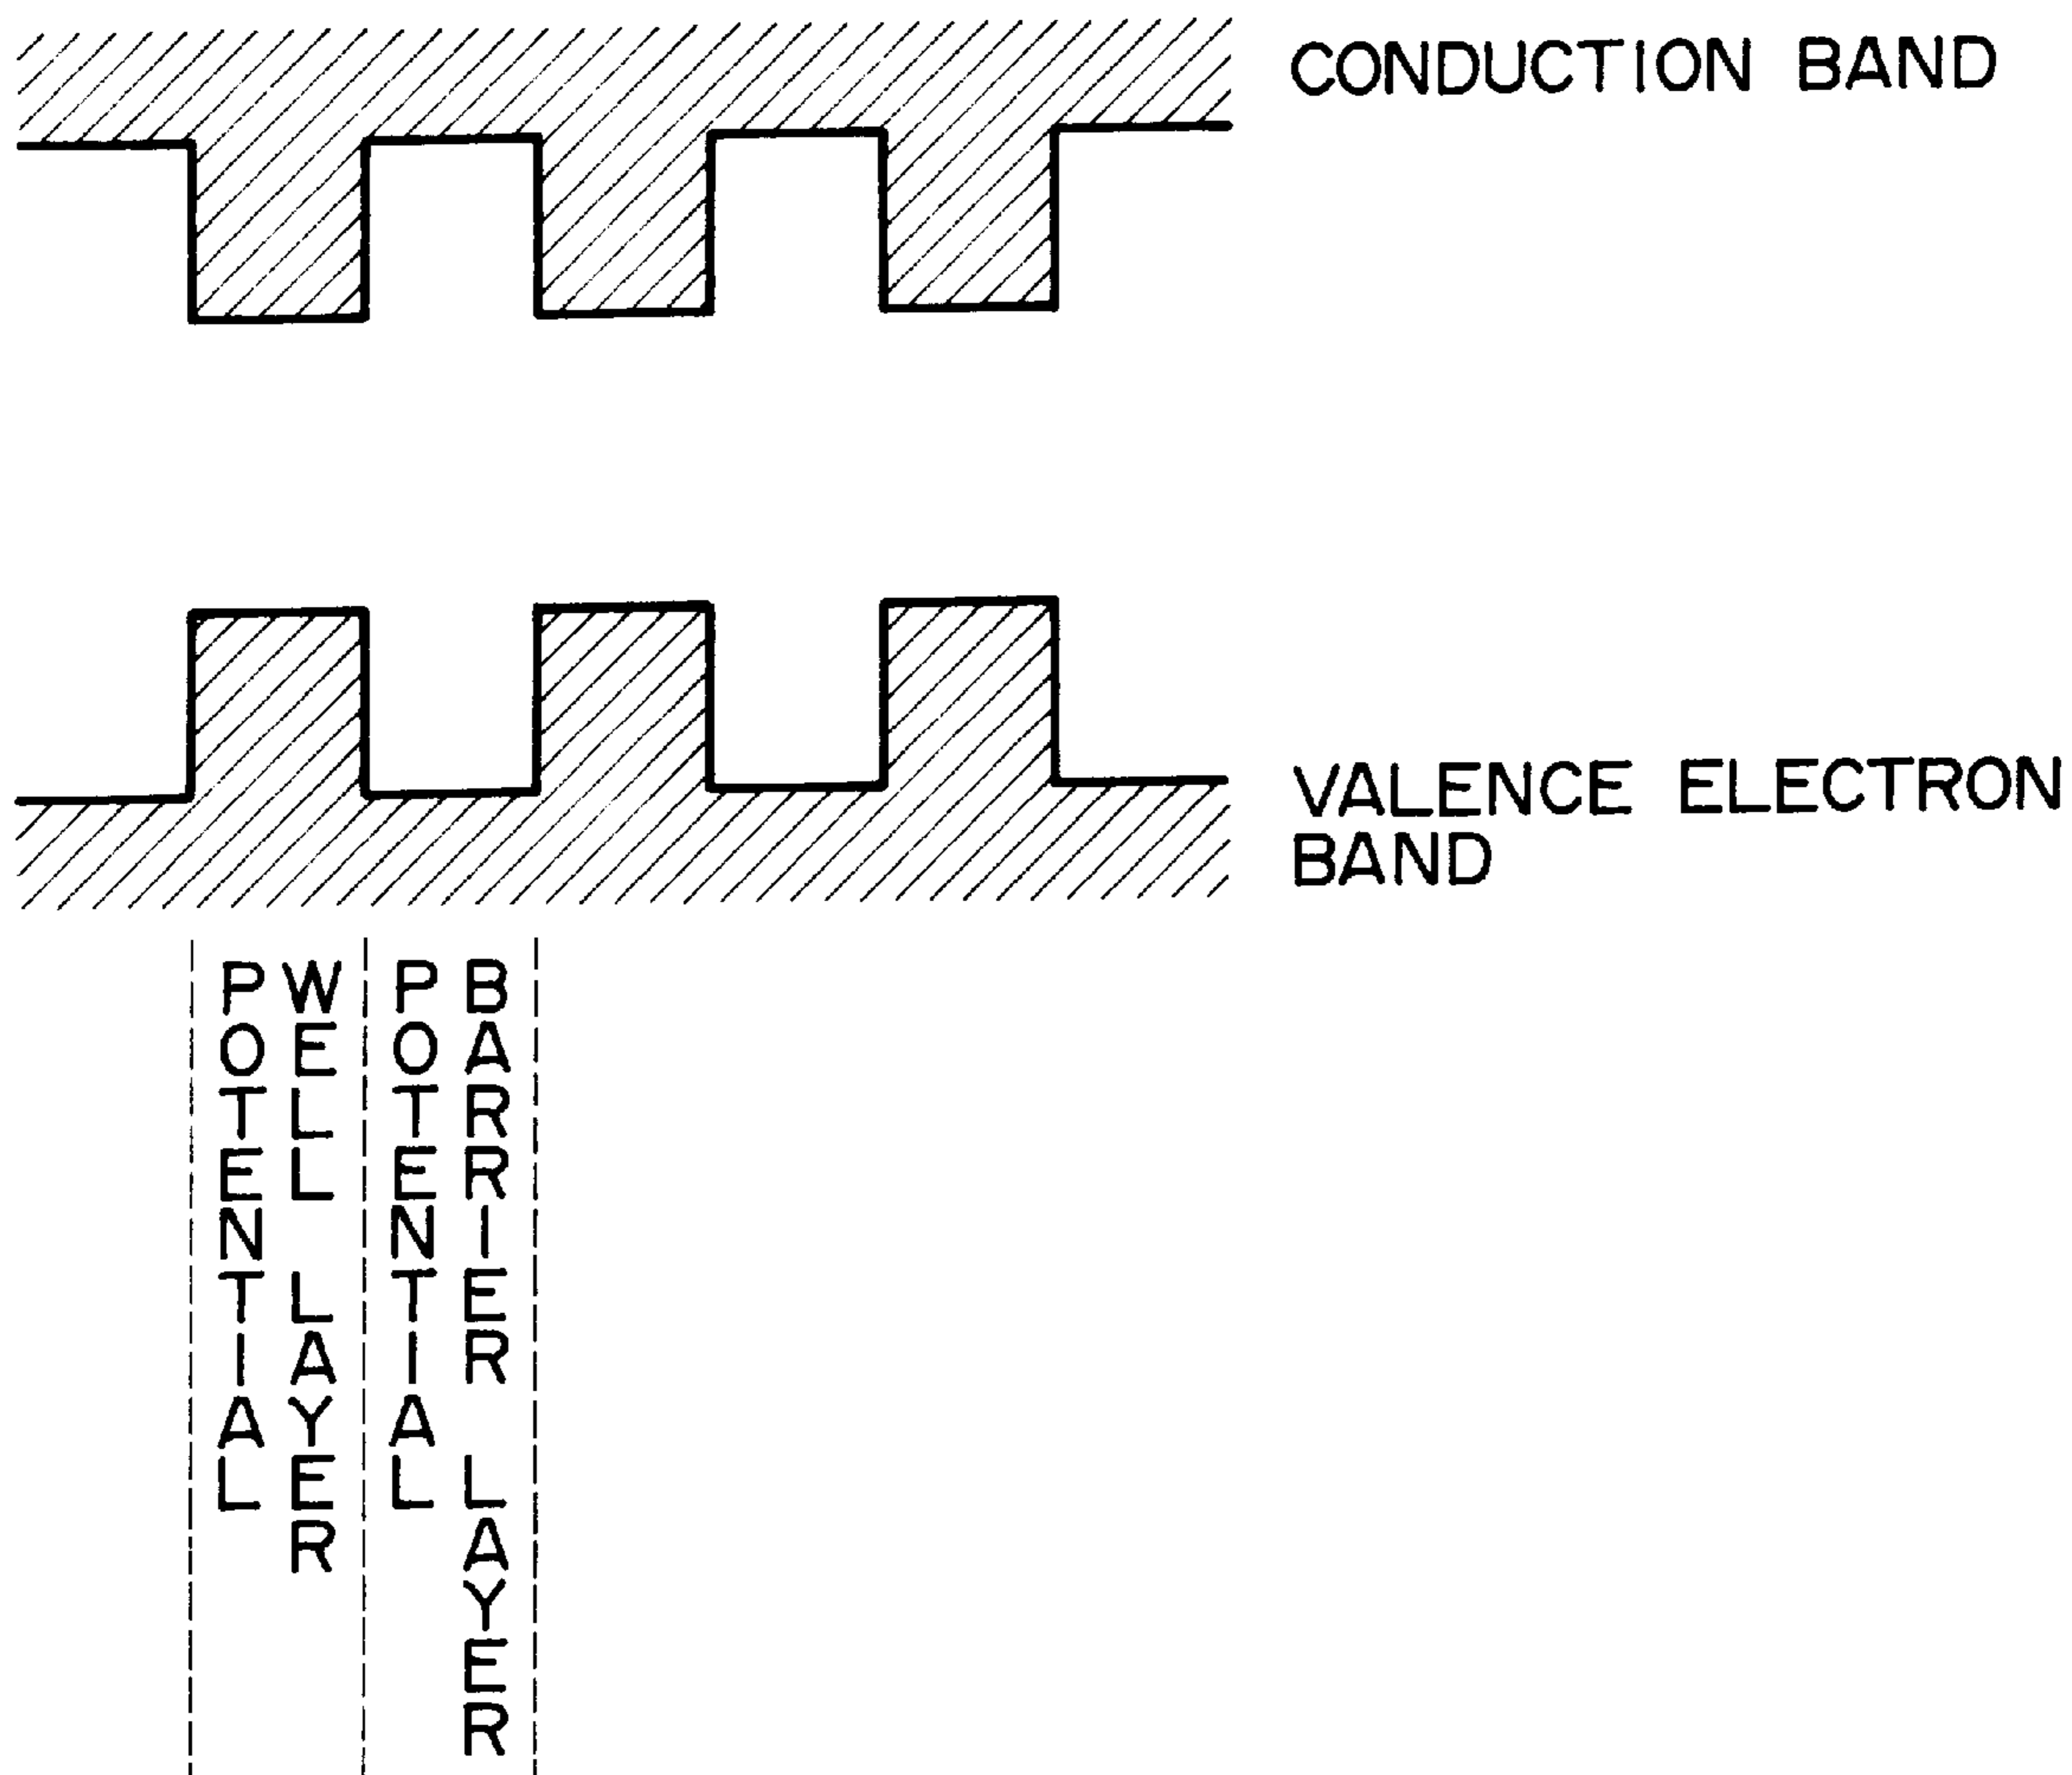 CONDUCTION BAND
VALENCE ELECTRON
BAND
POTENTIAL
WELL LAYER
POTENTIAL
BARRIER LAYER